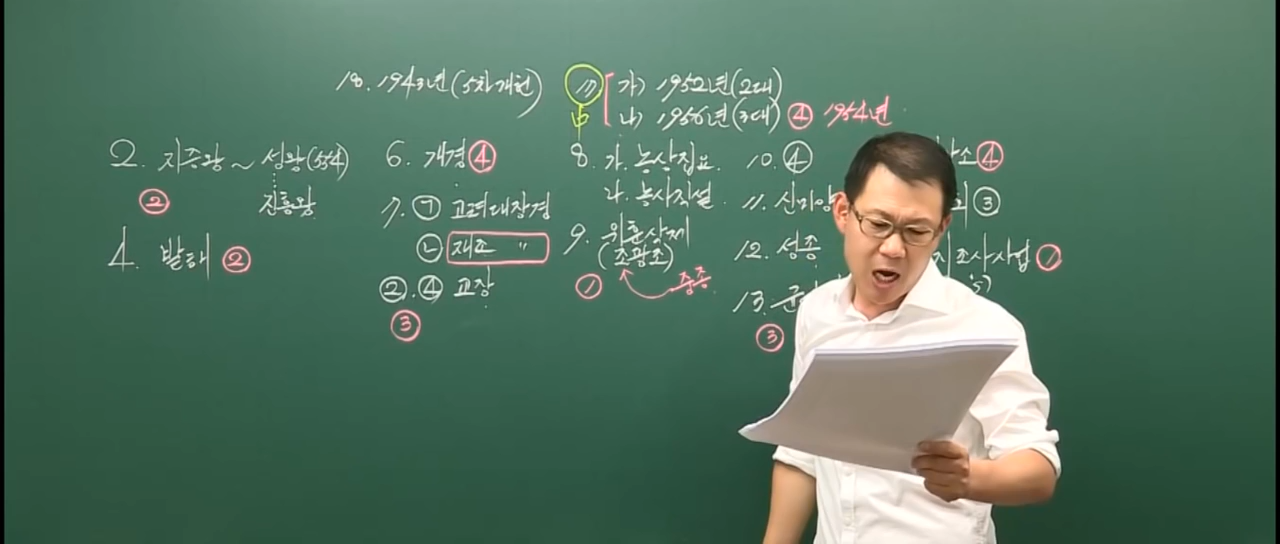 18. 1943년(5차개헌)
17 가) 1952년(2대)
나) 1956년(3대) ④ 1954년
2. 지증왕 ~ 성왕(554)
②
진흥왕
4. 발해 ②
6. 개경 ④
7. ㉠ 고려대장경
㉡ 재조 〃
②. ④ 교장
③
8. 가. 농상집요
나. 농사직설
9. 위훈삭제
(조광조)
① 중종
10. ④
11. 신미양
12. 성종
13. 균
③
소 ④
회 ③
조사사업 ①
's)